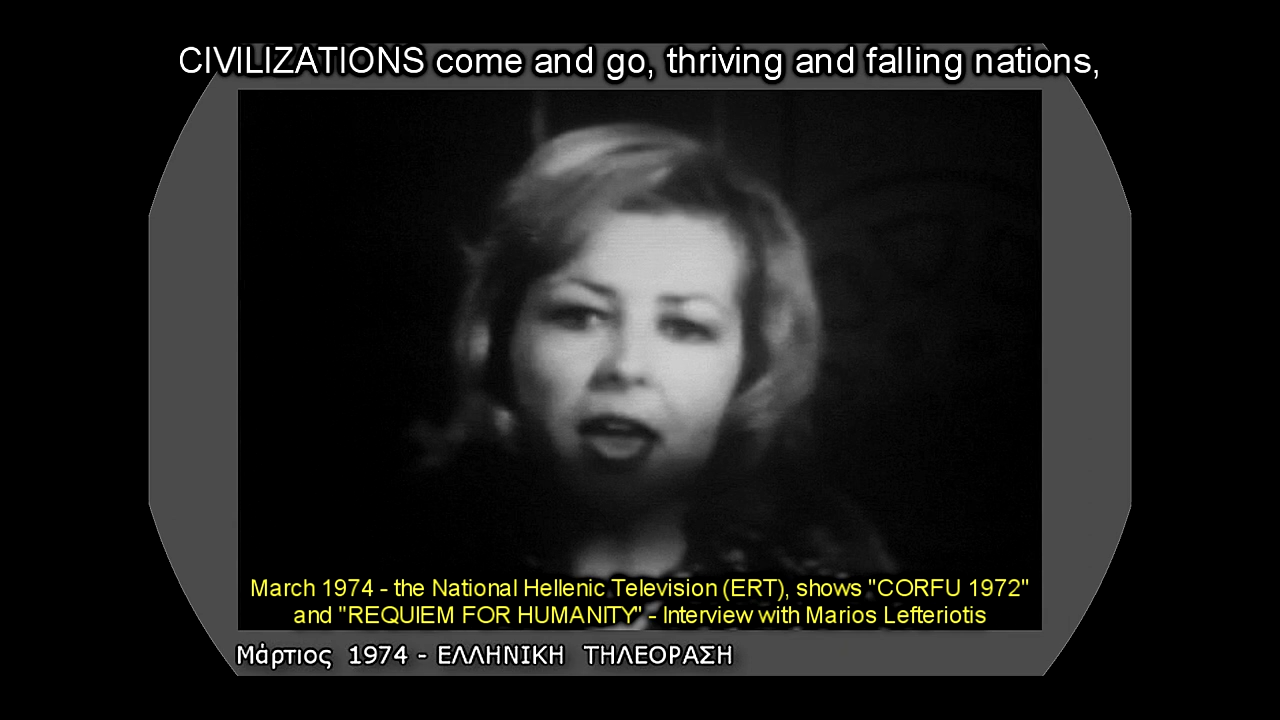 CIVILIZATIONS come and go, thriving and falling nations,
March 1974 - the National Hellenic Television (ERT), shows "CORFU 1972"
and "REQUIEM FOR HUMANITY" - Interview with Marios Lefteriotis
Μάρτιος 1974 - ΕΛΛΗΝΙΚΗ ΤΗΛΕΟΡΑΣΗ